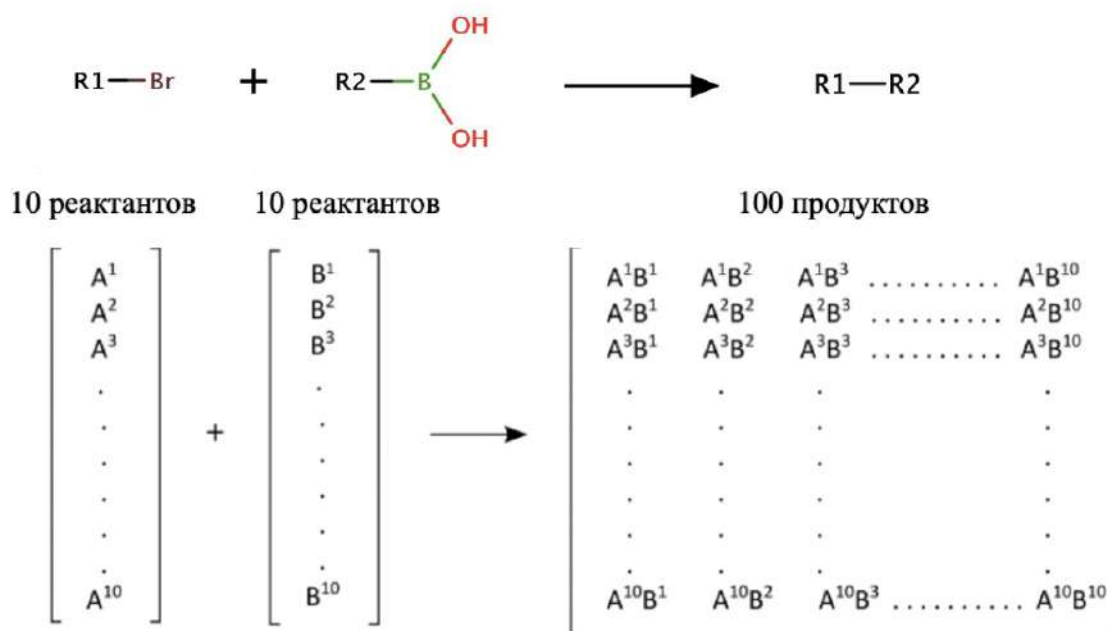 OH
R1—Br + R2—B R1—R2
OH
10 реактантов 10 реактантов 100 продуктов
A¹ B¹ A¹B¹ A¹B² A¹B³ .......... A¹B¹⁰
A² B² A²B¹ A²B² A²B³ .......... A²B¹⁰
A³ B³ A³B¹ A³B² A³B³ .......... A³B¹⁰
+
A¹⁰ B¹⁰ A¹⁰B¹ A¹⁰B² A¹⁰B³ .......... A¹⁰B¹⁰